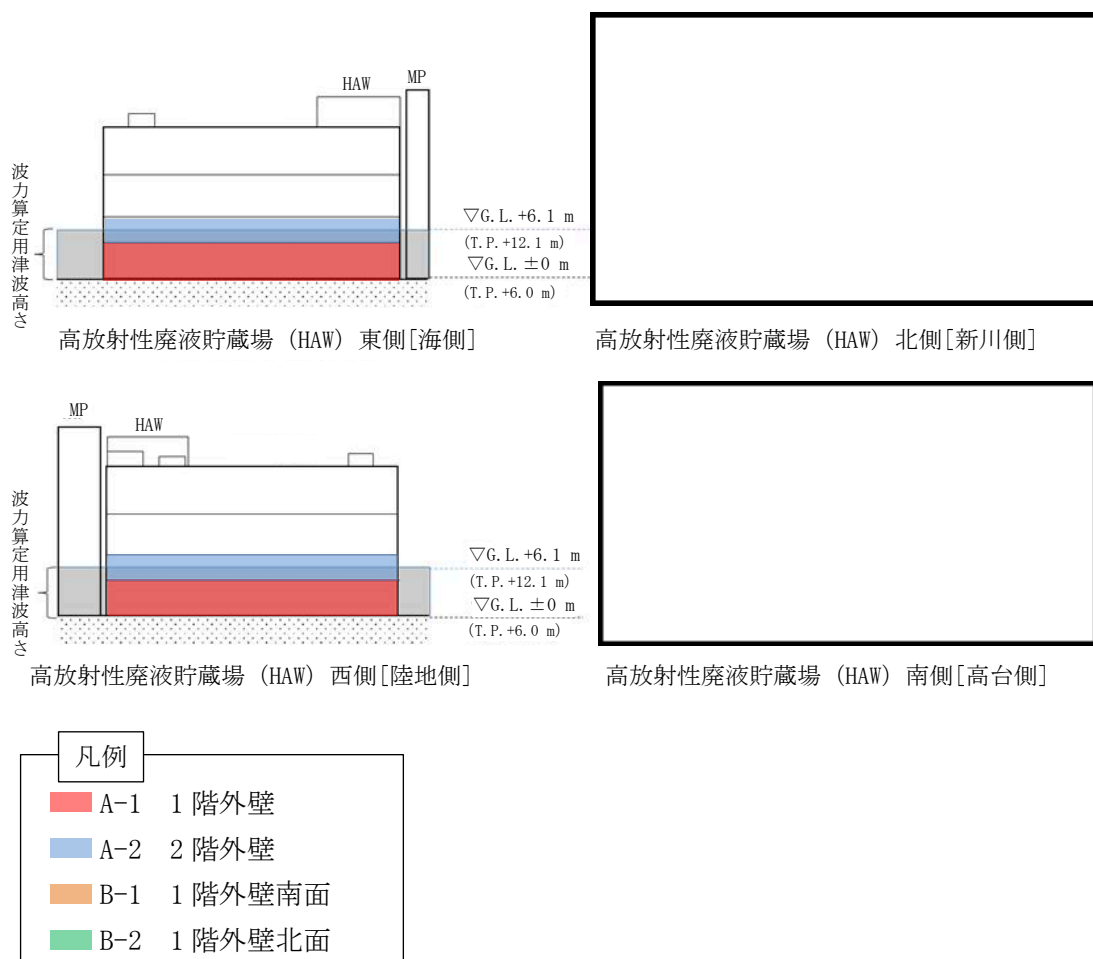 HAW
MP
波力算定用津波高さ
▽G.L.+6.1 m
(T.P.+12.1 m)
▽G.L.±0 m
(T.P.+6.0 m)
高放射性廃液貯蔵場 (HAW) 東側[海側]
高放射性廃液貯蔵場 (HAW) 北側[新川側]
MP
HAW
波力算定用津波高さ
▽G.L.+6.1 m
(T.P.+12.1 m)
▽G.L.±0 m
(T.P.+6.0 m)
高放射性廃液貯蔵場 (HAW) 西側[陸地側]
高放射性廃液貯蔵場 (HAW) 南側[高台側]
凡例
A-1 1階外壁
A-2 2階外壁
B-1 1階外壁南面
B-2 1階外壁北面